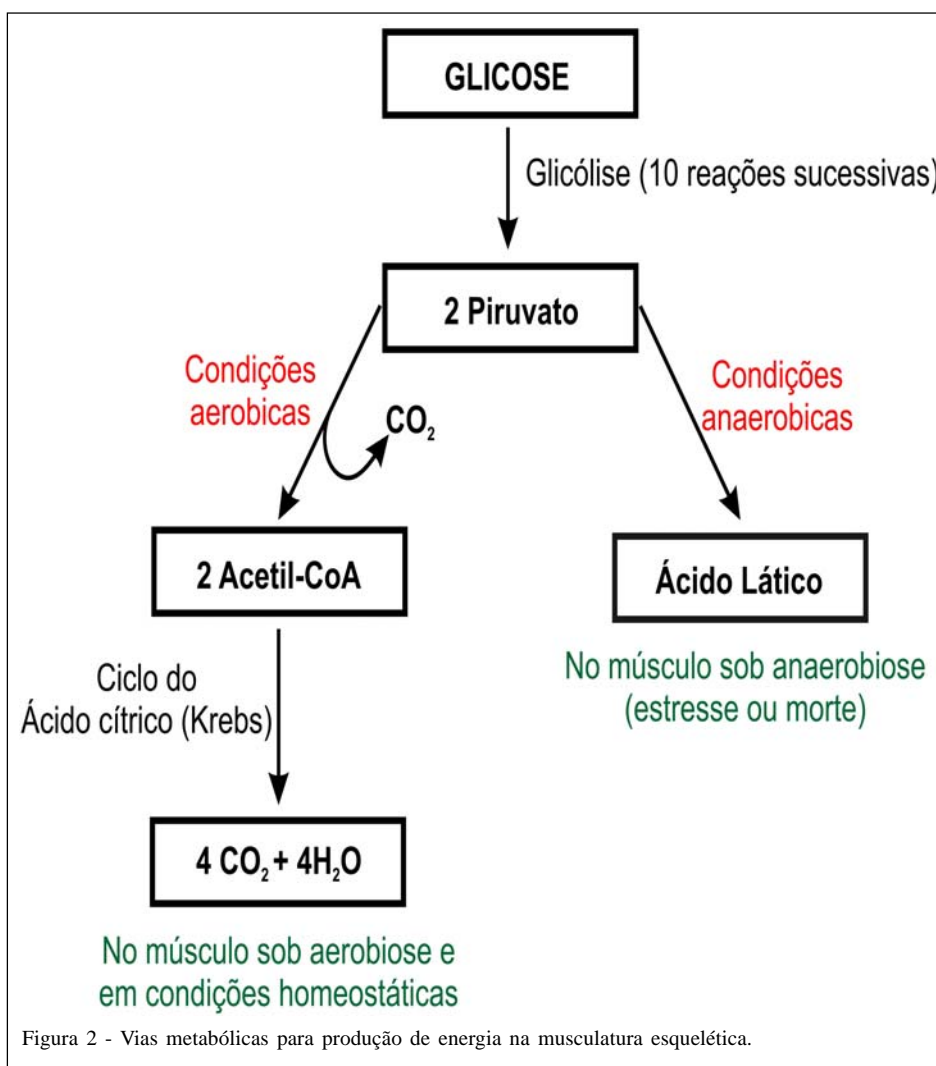 GLICOSE
Glicólise (10 reações sucessivas)
2 Piruvato
Condições
aerobicas
CO₂
Condições
anaerobicas
2 Acetil-CoA
Ácido Lático
Ciclo do
Ácido cítrico (Krebs)
No músculo sob anaerobiose
(estresse ou morte)
4 CO₂ + 4H₂O
No músculo sob aerobiose e
em condições homeostáticas
Figura 2 - Vias metabólicas para produção de energia na musculatura esquelética.